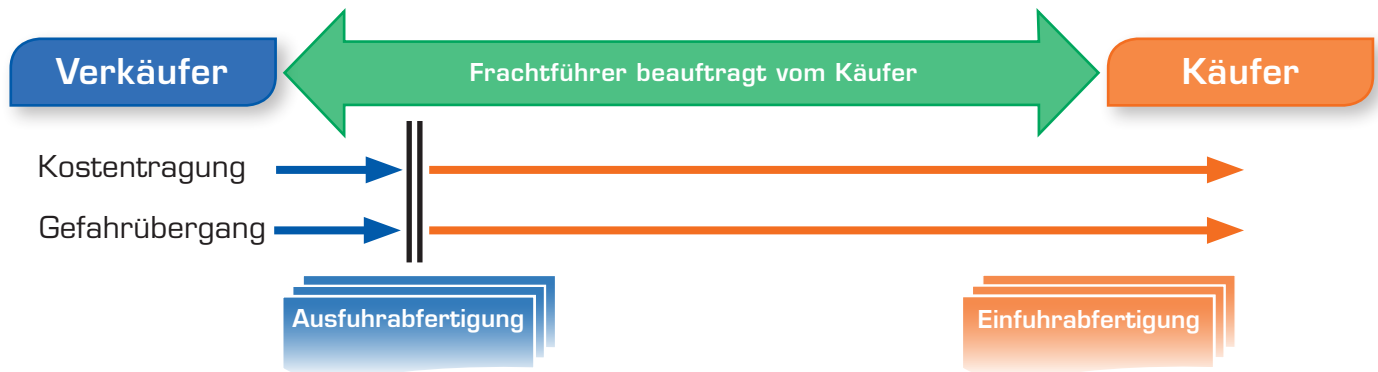 Verkäufer
Frachtführer beauftragt vom Käufer
Käufer
Kostentragung
Gefahrübergang
Ausfuhrabfertigung
Einfuhrabfertigung